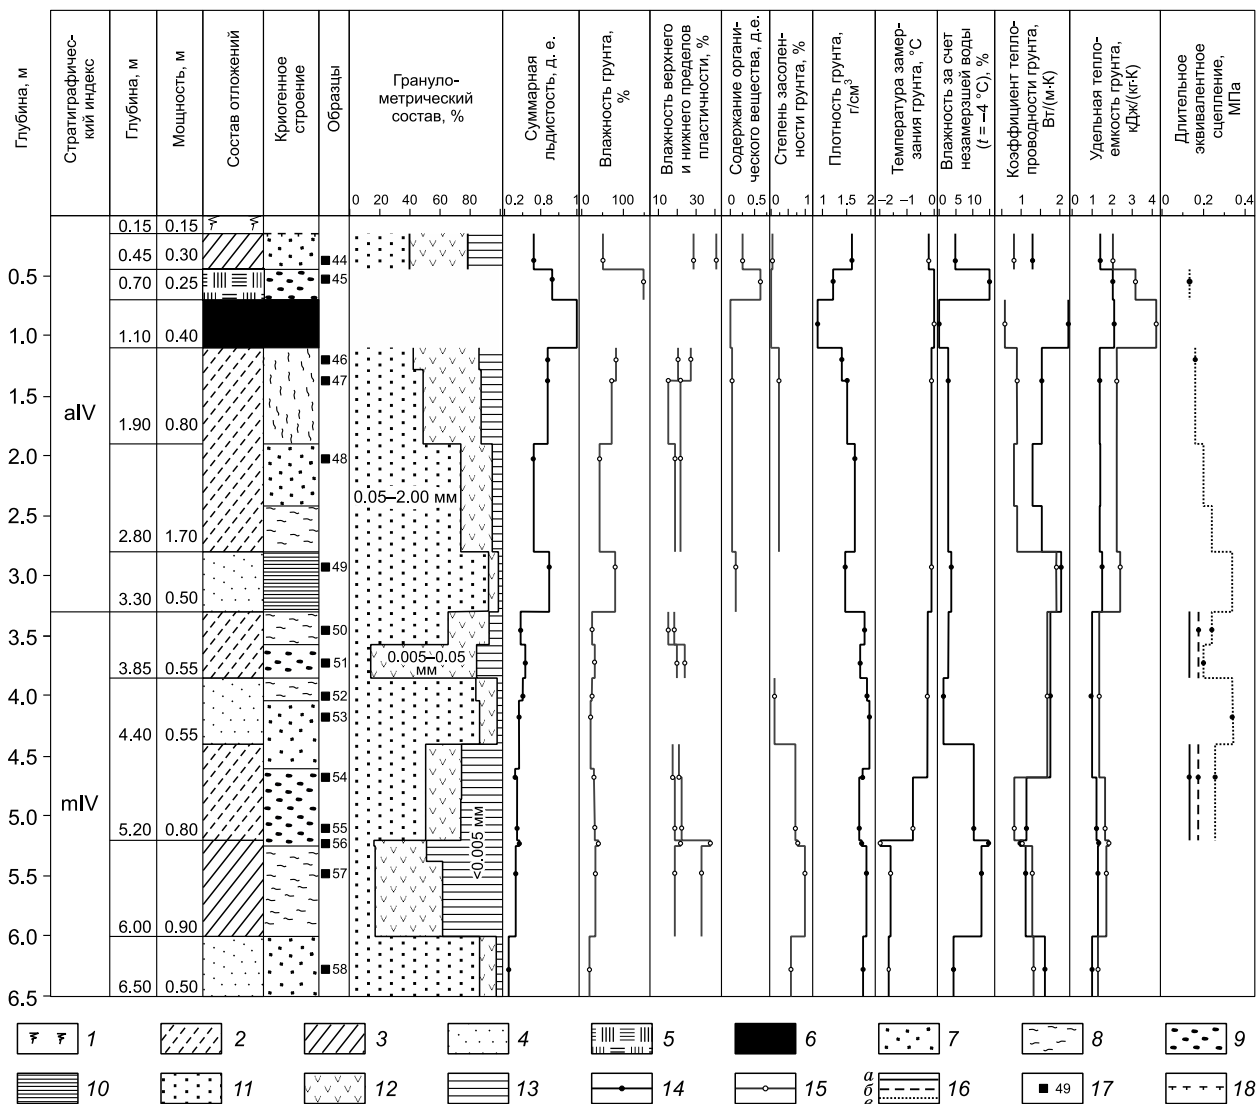 Глубина, м
Стратиграфичес-
кий индекс
Глубина, м
Мощность, м
Состав отложений
Криогенное
строение
Образцы
Грануло-
метрический
состав, %
Суммарная
льдистость, д. е.
Влажность грунта,
%
Влажность верхнего
и нижнего пределов
пластичности, %
Содержание органи-
ческого вещества, д.е.
Степень засолен-
ности грунта, %
Плотность грунта,
г/см³
Температура замер-
зания грунта, °С
Влажность за счет
незамерзшей воды
(t = –4 °С), %
Коэффициент тепло-
проводности грунта,
Вт/(м·К)
Удельная тепло-
емкость грунта,
кДж/(кг·К)
Длительное
эквивалентное
сцепление,
МПа
0 20 40 60 80 100
0.2 0.8 1
0 100
10 30
0 0.5
0 1
1 1.5 2
–2 –1 0
0 5 10
1 2
0 2 4
0 0.2 0.4
0.15 0.15
0.45 0.30 44
0.5 0.70 0.25 45
1.0 1.10 0.40
46
47
1.5
aIV
1.90 0.80
2.0 48
0.05–2.00 мм
2.5
2.80 1.70
3.0 49
3.30 0.50
3.5 50
0.005–0.05
мм
3.85 0.55 51
4.0 52
53
4.40 0.55
4.5
54
mIV
5.0
5.20 0.80 55
56
<0.005 мм
5.5 57
6.00 0.90
6.0
58
6.5 6.50 0.50
1 2 3 4 5 6 7 8 9
10 11 12 13 14 15 а 16 49 17 18
б
в